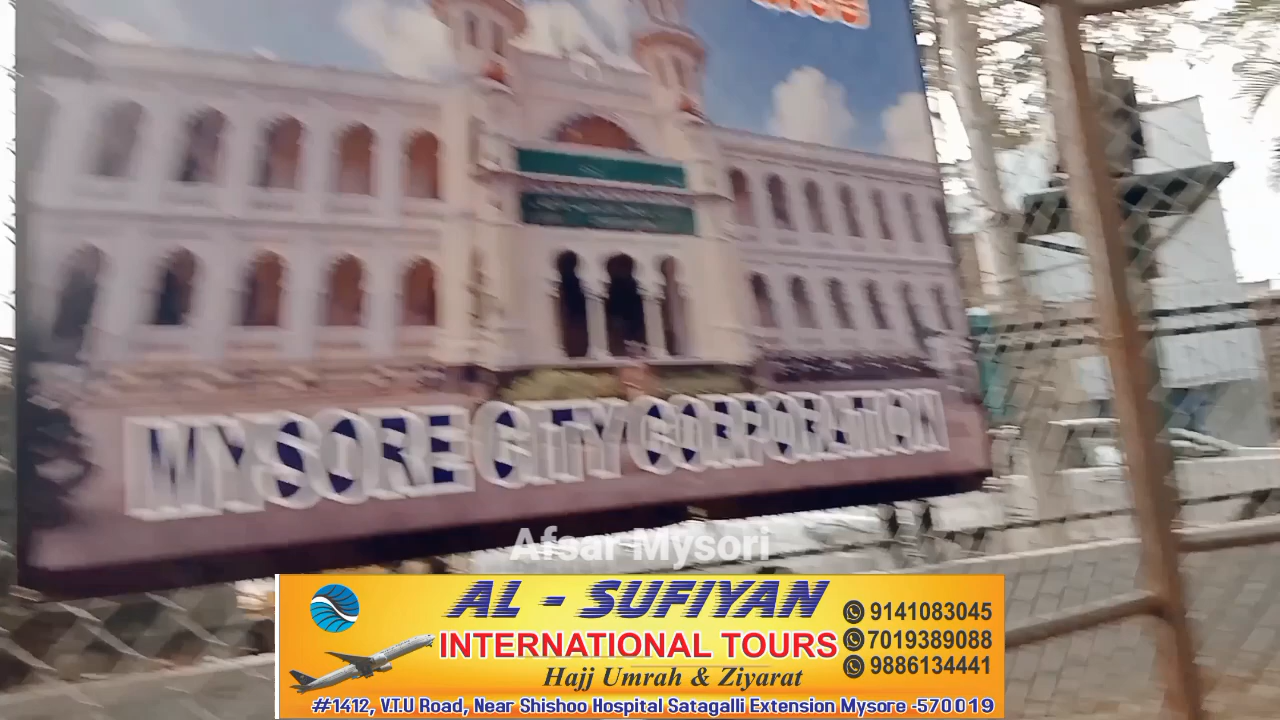 MYSORE CITY CORPORATION
Afsar Mysori
AL - SUFIYAN
INTERNATIONAL TOURS
Hajj Umrah & Ziyarat
9141083045
7019389088
9886134441
#1412, V.T.U Road, Near Shishoo Hospital Satagalli Extension Mysore -570019